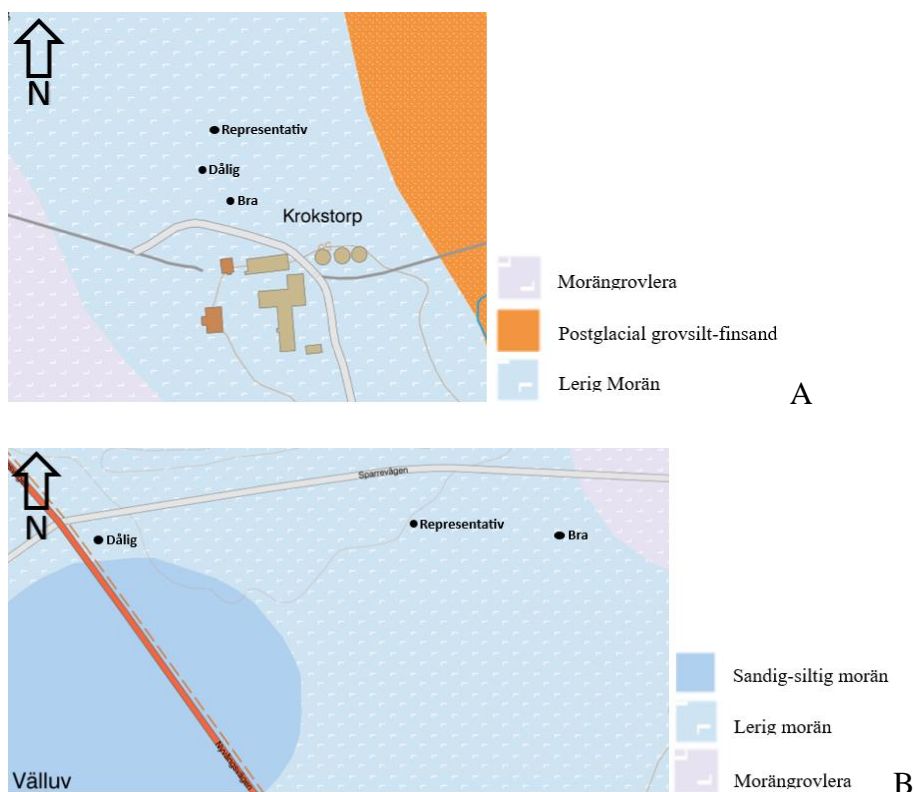 N
Representativ
Dålig
Bra
Krokstorp
Morängrovlera
Postglacial grovsilt-finsand
Lerig Morän
A
N
Sparrevägen
Dålig
Representativ
Bra
Välluv
Sandig-siltig morän
Lerig morän
Morängrovlera
B